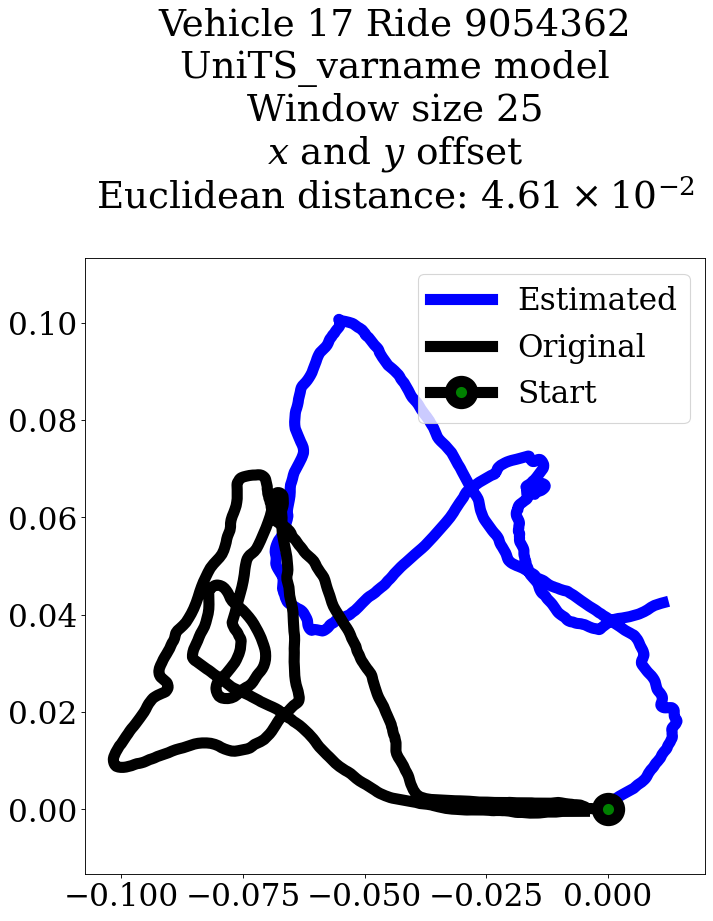 Vehicle 17 Ride 9054362
UniTS_varname model
Window size 25
x and y offset
Euclidean distance: 4.61 × 10⁻²
Estimated
Original
Start
0.10
0.08
0.06
0.04
0.02
0.00
−0.100 −0.075 −0.050 −0.025 0.000